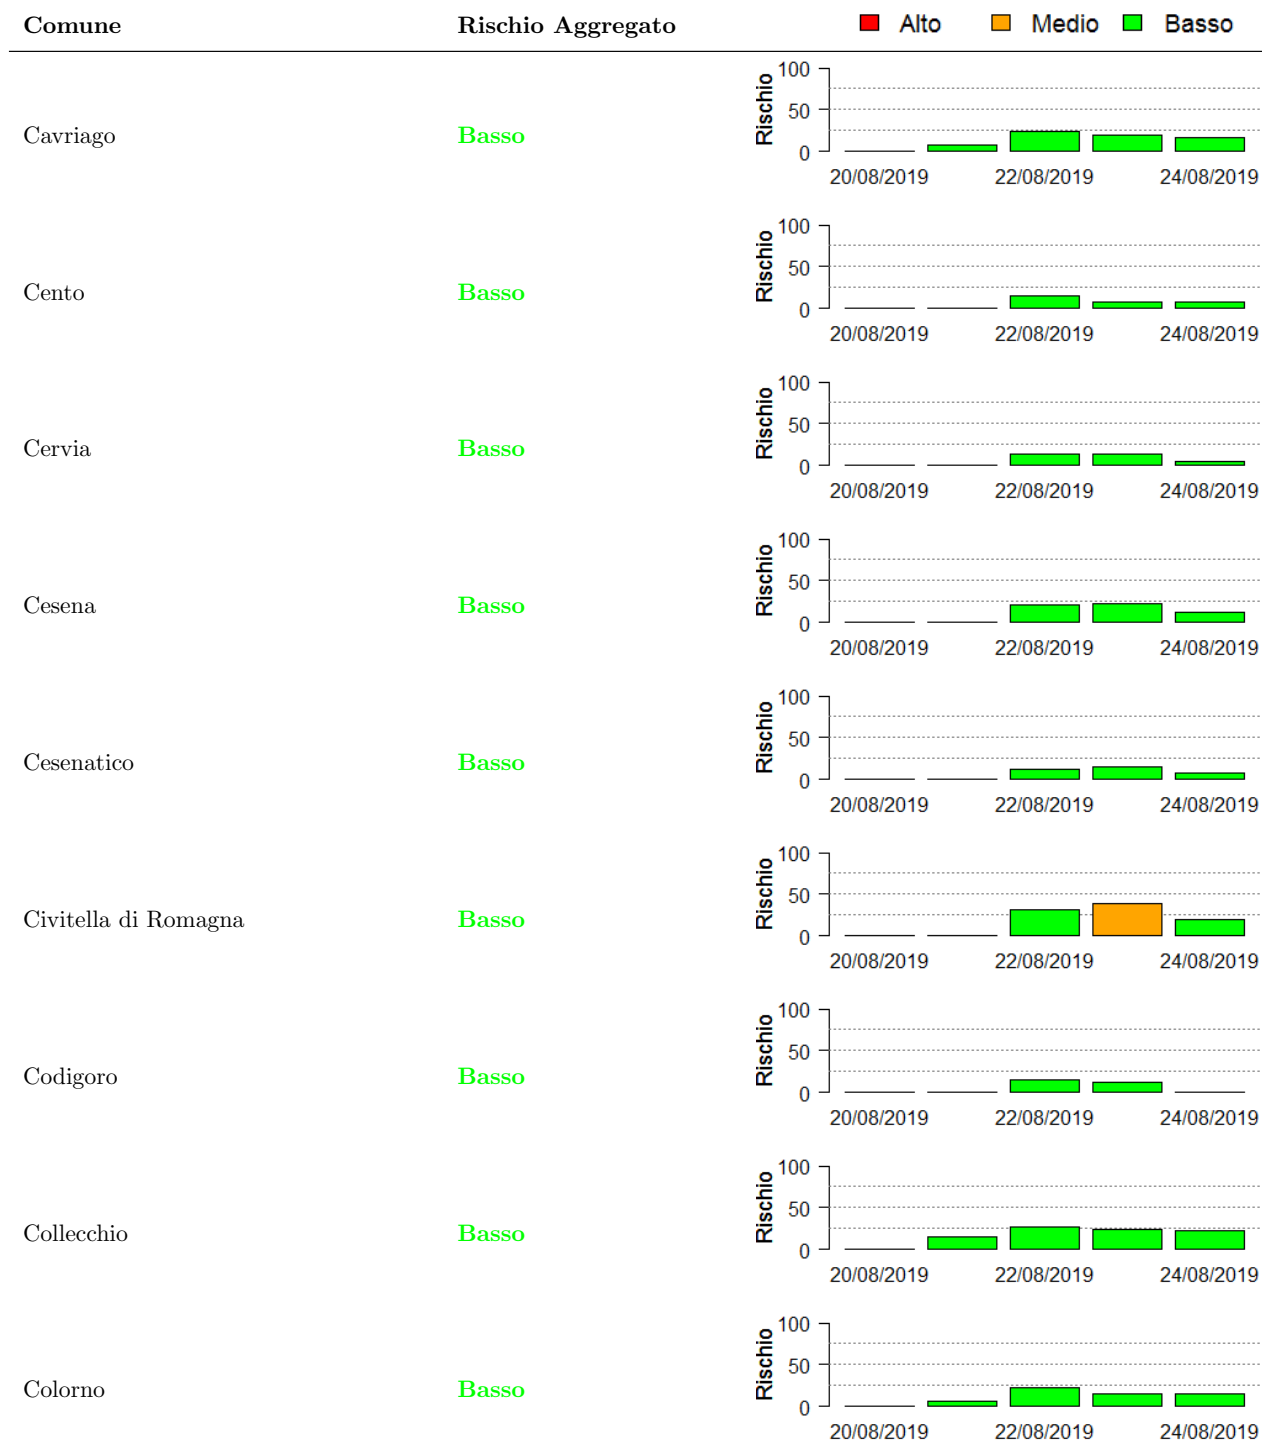 Comune Rischio Aggregato Alto Medio Basso
Cavriago Basso
Rischio
100
50
0
20/08/2019 22/08/2019 24/08/2019
Cento Basso
Rischio
100
50
0
20/08/2019 22/08/2019 24/08/2019
Cervia Basso
Rischio
100
50
0
20/08/2019 22/08/2019 24/08/2019
Cesena Basso
Rischio
100
50
0
20/08/2019 22/08/2019 24/08/2019
Cesenatico Basso
Rischio
100
50
0
20/08/2019 22/08/2019 24/08/2019
Civitella di Romagna Basso
Rischio
100
50
0
20/08/2019 22/08/2019 24/08/2019
Codigoro Basso
Rischio
100
50
0
20/08/2019 22/08/2019 24/08/2019
Collecchio Basso
Rischio
100
50
0
20/08/2019 22/08/2019 24/08/2019
Colorno Basso
Rischio
100
50
0
20/08/2019 22/08/2019 24/08/2019